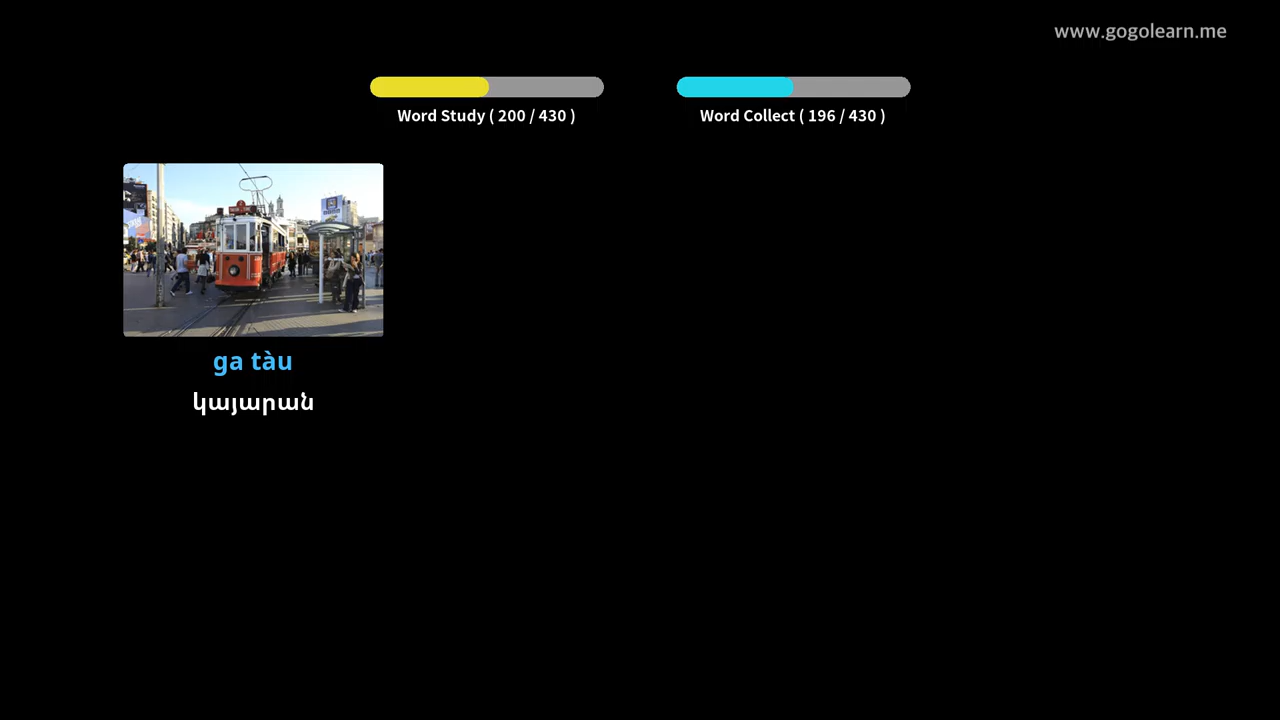 www.gogolearn.me
Word Study ( 200 / 430 )
Word Collect ( 196 / 430 )
ga tàu
կայարան